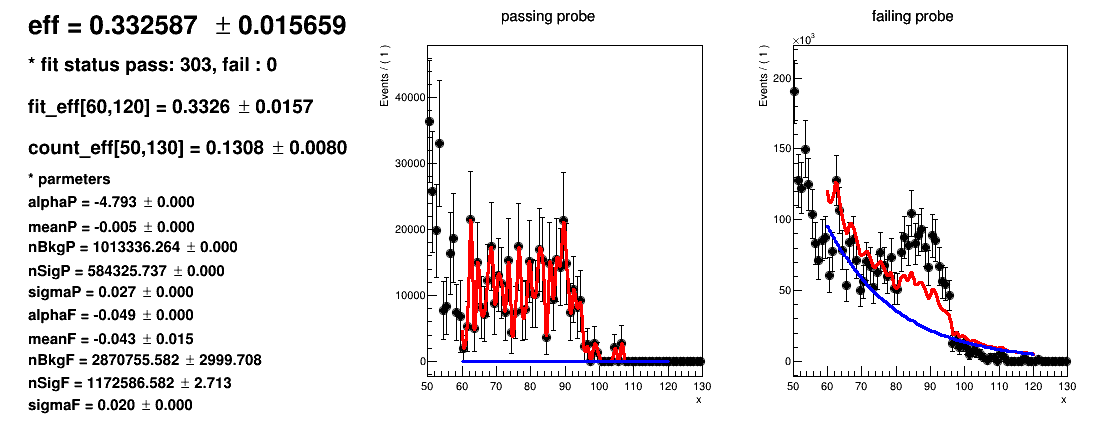 eff = 0.332587 ± 0.015659
* fit status pass: 303, fail : 0
fit_eff[60,120] = 0.3326 ± 0.0157
count_eff[50,130] = 0.1308 ± 0.0080
* parmeters
alphaP = -4.793 ± 0.000
meanP = -0.005 ± 0.000
nBkgP = 1013336.264 ± 0.000
nSigP = 584325.737 ± 0.000
sigmaP = 0.027 ± 0.000
alphaF = -0.049 ± 0.000
meanF = -0.043 ± 0.015
nBkgF = 2870755.582 ± 2999.708
nSigF = 1172586.582 ± 2.713
sigmaF = 0.020 ± 0.000
passing probe
Events / ( 1 )
40000
30000
20000
10000
0
50 60 70 80 90 100 110 120 130
x
failing probe
×10³
Events / ( 1 )
200
150
100
50
0
50 60 70 80 90 100 110 120 130
x